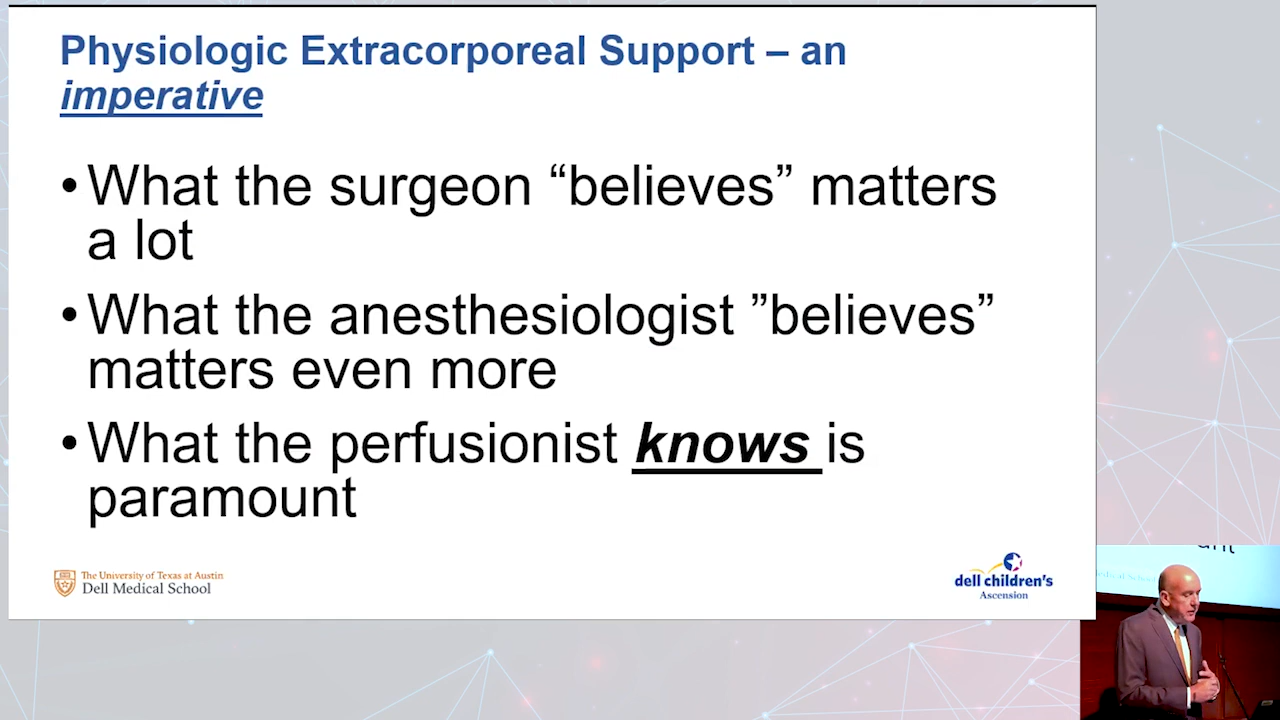 Physiologic Extracorporeal Support – an
imperative
•What the surgeon “believes” matters
a lot
•What the anesthesiologist ”believes”
matters even more
•What the perfusionist knows is
paramount
The University of Texas at Austin
Dell Medical School
dell children's
Ascension